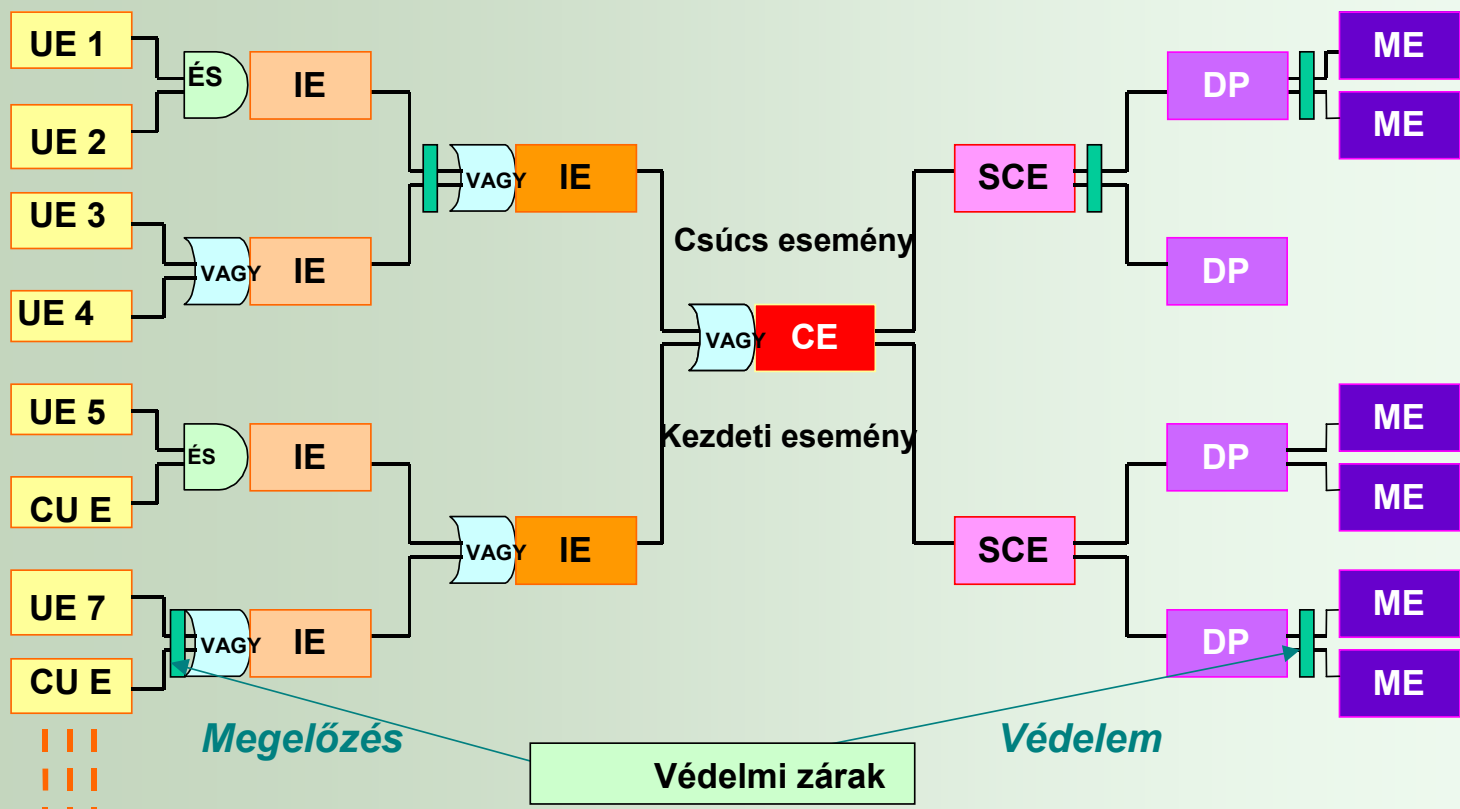 UE 1
ÉS
IE
UE 2
UE 3
VAGY
IE
UE 4
VAGY
IE
UE 5
ÉS
IE
CU E
UE 7
VAGY
IE
CU E
VAGY
IE
Csúcs esemény
VAGY
CE
Kezdeti esemény
SCE
DP
ME
ME
DP
SCE
DP
ME
ME
DP
ME
ME
Megelőzés
Védelem
Védelmi zárak